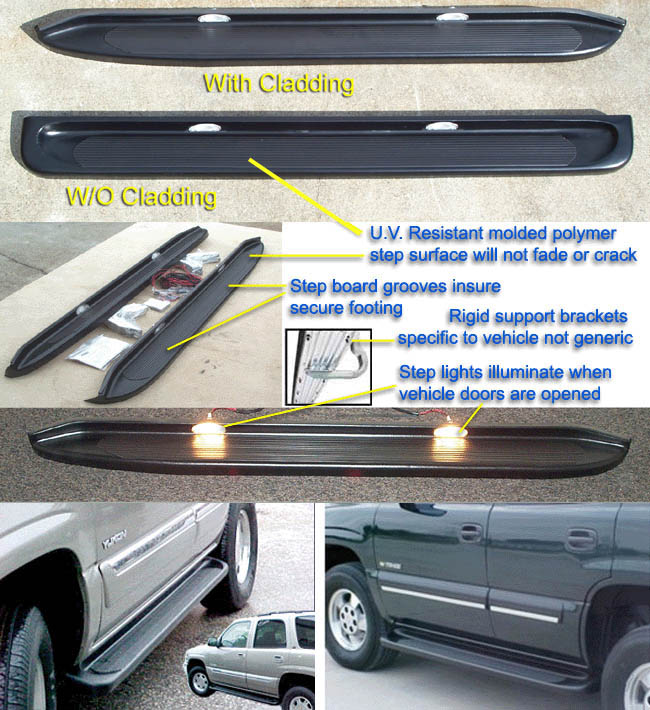 With Cladding
W/O Cladding
U.V. Resistant molded polymer
step surface will not fade or crack
Step board grooves insure
secure footing
Rigid support brackets
specific to vehicle not generic
Step lights illuminate when
vehicle doors are opened
YUKON